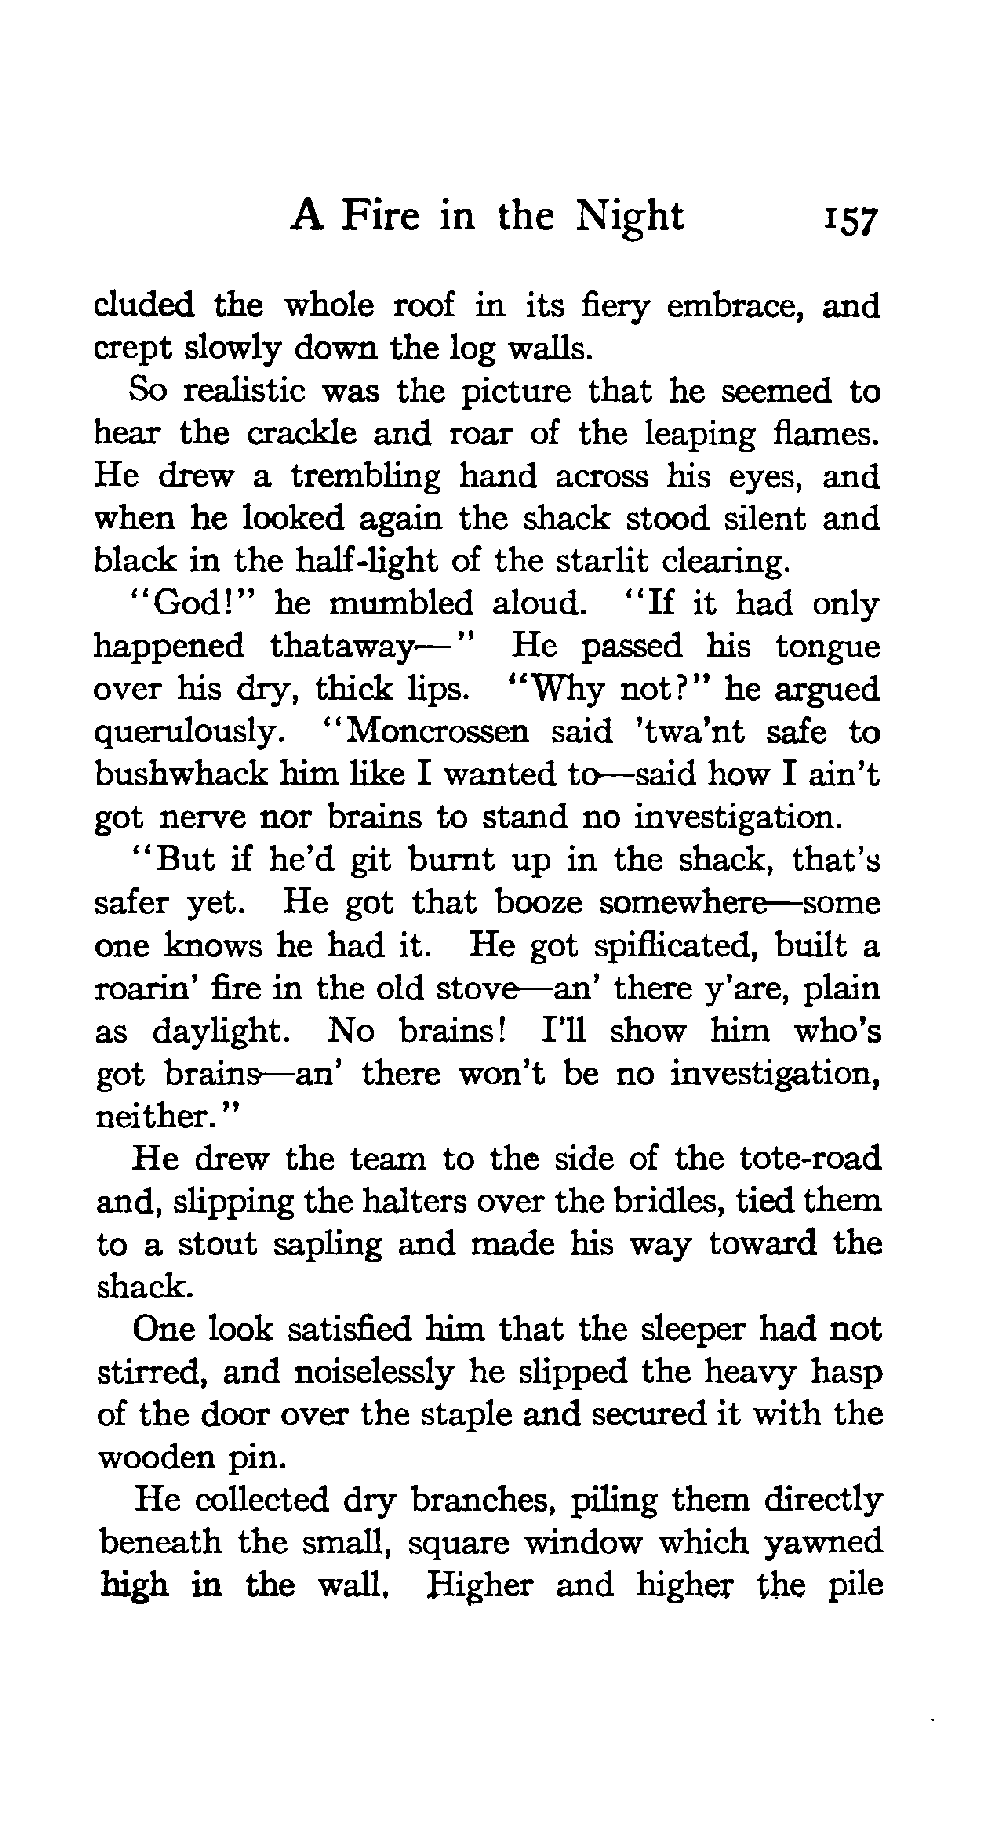 A Fire in the Night 157
cluded the whole roof in its fiery embrace, and
crept slowly down the log walls.
So realistic was the picture that he seemed to
hear the crackle and roar of the leaping flames.
He drew a trembling hand across his eyes, and
when he looked again the shack stood silent and
black in the half-light of the starlit clearing.
"God!" he mumbled aloud. "If it had only
happened thataway—" He passed his tongue
over his dry, thick lips. "Why not?" he argued
querulously. "Moncrossen said 'twa'nt safe to
bushwhack him like I wanted to—said how I ain't
got nerve nor brains to stand no investigation.
"But if he'd git burnt up in the shack, that's
safer yet. He got that booze somewhere—some
one knows he had it. He got spiflicated, built a
roarin' fire in the old stove—an' there y'are, plain
as daylight. No brains! I'll show him who's
got brains—an' there won't be no investigation,
neither."
He drew the team to the side of the tote-road
and, slipping the halters over the bridles, tied them
to a stout sapling and made his way toward the
shack.
One look satisfied him that the sleeper had not
stirred, and noiselessly he slipped the heavy hasp
of the door over the staple and secured it with the
wooden pin.
He collected dry branches, piling them directly
beneath the small, square window which yawned
high in the wall. Higher and higher the pile